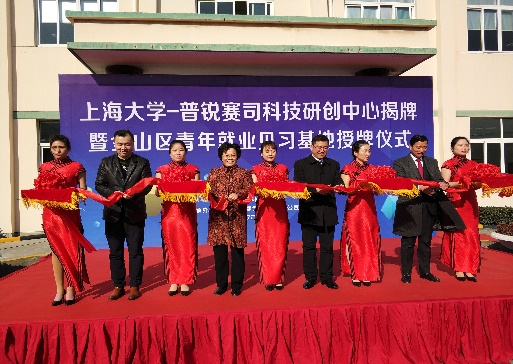 上海大学-普锐赛司科技研创中心揭牌
暨宝山区青年就业见习基地授牌仪式